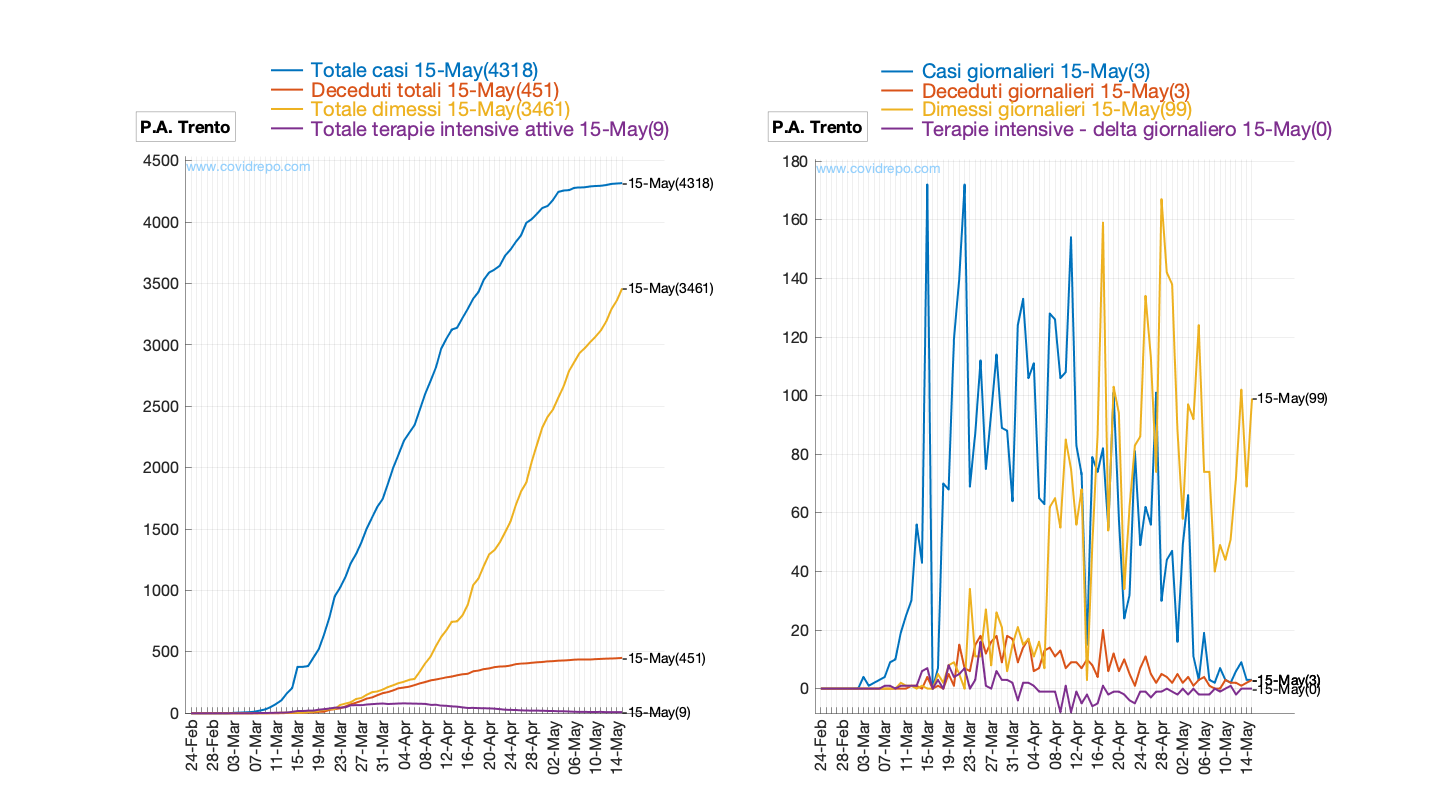 Totale casi 15-May(4318)
Deceduti totali 15-May(451)
Totale dimessi 15-May(3461)
Totale terapie intensive attive 15-May(9)
P.A. Trento
www.covidrepo.com
4500
4000
3500
3000
2500
2000
1500
1000
500
0
15-May(4318)
15-May(3461)
15-May(451)
15-May(9)
24-Feb
28-Feb
03-Mar
07-Mar
11-Mar
15-Mar
19-Mar
23-Mar
27-Mar
31-Mar
04-Apr
08-Apr
12-Apr
16-Apr
20-Apr
24-Apr
28-Apr
02-May
06-May
10-May
14-May
Casi giornalieri 15-May(3)
Deceduti giornalieri 15-May(3)
Dimessi giornalieri 15-May(99)
Terapie intensive - delta giornaliero 15-May(0)
P.A. Trento
www.covidrepo.com
180
160
140
120
100
80
60
40
20
0
15-May(99)
15-May(3)
15-May(0)
24-Feb
28-Feb
03-Mar
07-Mar
11-Mar
15-Mar
19-Mar
23-Mar
27-Mar
31-Mar
04-Apr
08-Apr
12-Apr
16-Apr
20-Apr
24-Apr
28-Apr
02-May
06-May
10-May
14-May